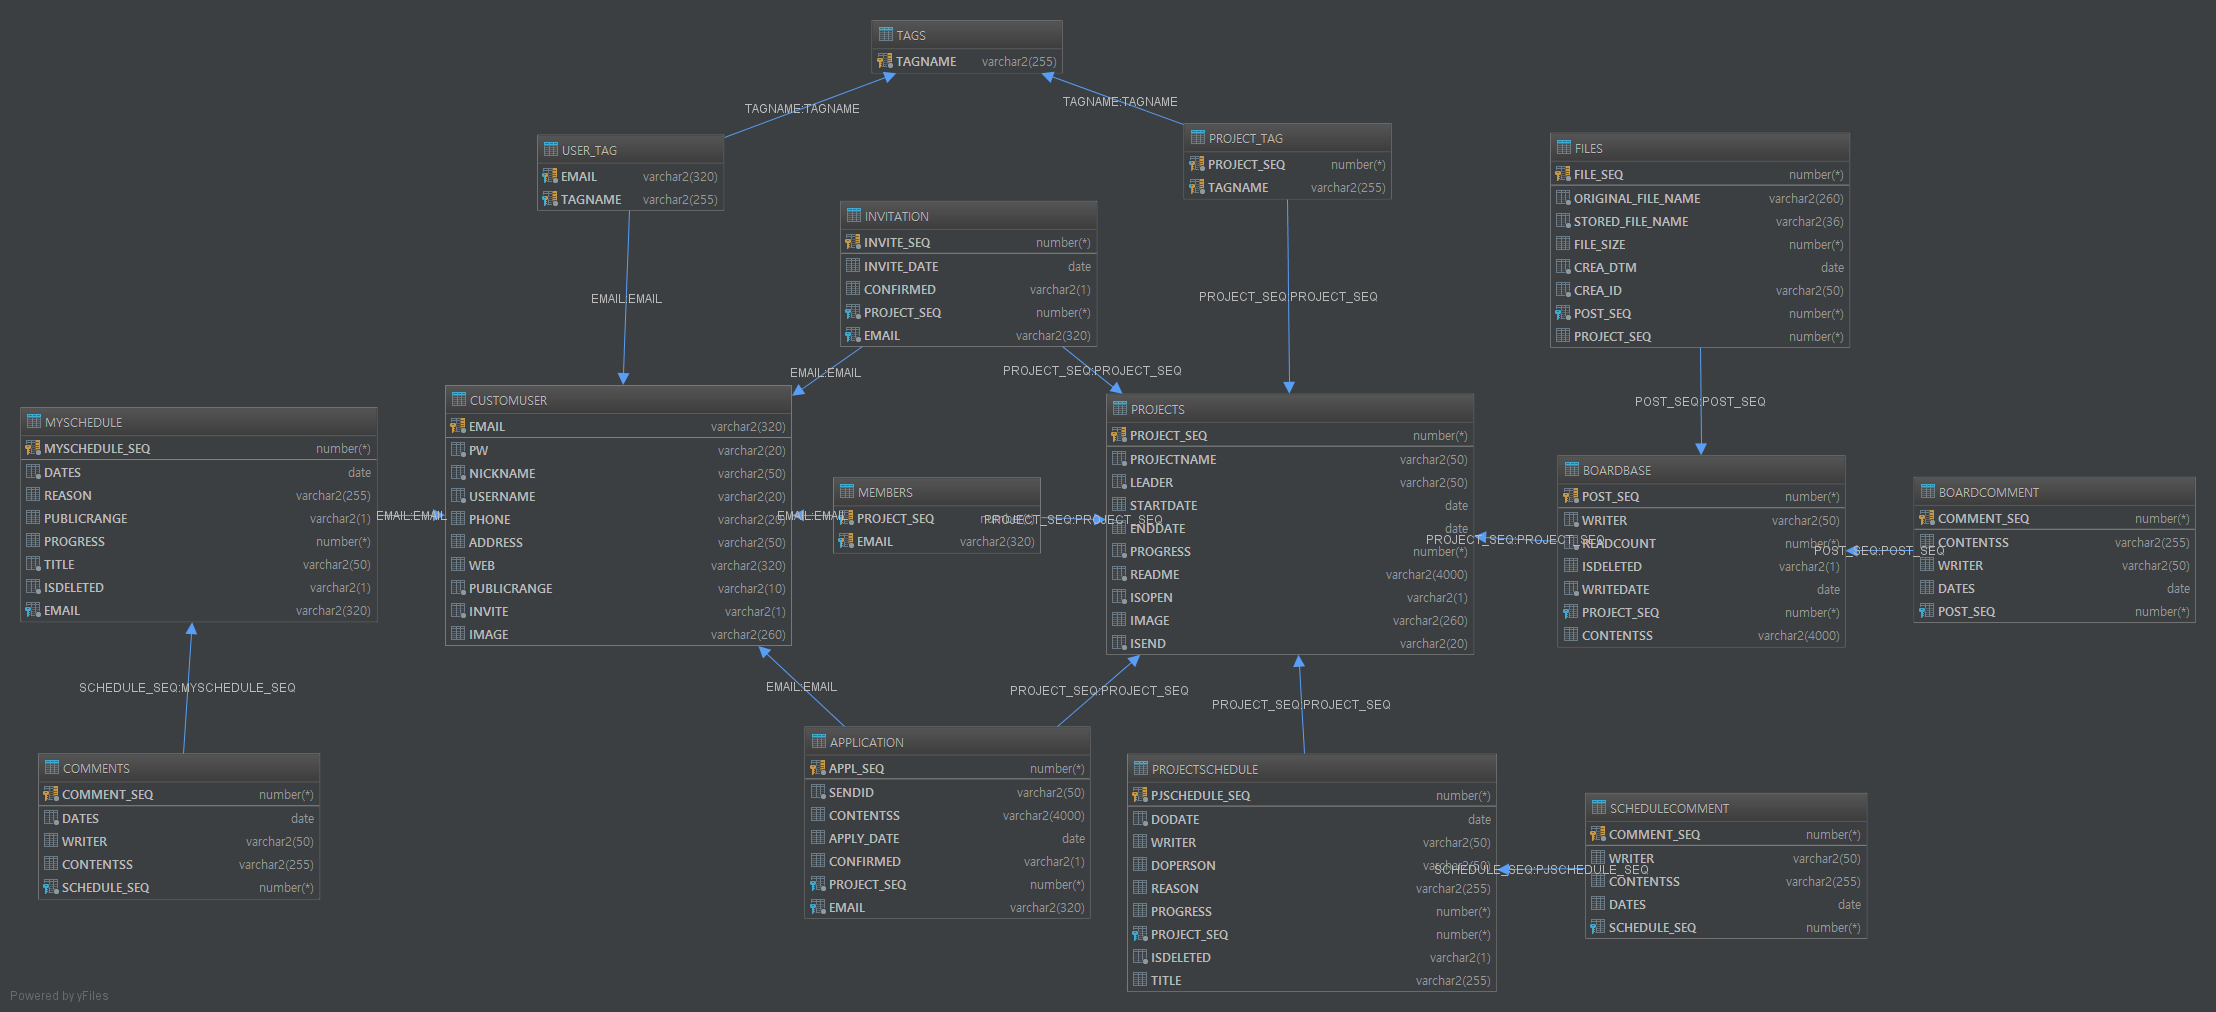 TAGS
TAGNAME varchar2(255)
TAGNAME:TAGNAME
TAGNAME:TAGNAME
USER_TAG
EMAIL varchar2(320)
TAGNAME varchar2(255)
PROJECT_TAG
PROJECT_SEQ number(*)
TAGNAME varchar2(255)
FILES
FILE_SEQ number(*)
ORIGINAL_FILE_NAME varchar2(260)
STORED_FILE_NAME varchar2(36)
FILE_SIZE number(*)
CREA_DTM date
CREA_ID varchar2(50)
POST_SEQ number(*)
PROJECT_SEQ number(*)
INVITATION
INVITE_SEQ number(*)
INVITE_DATE date
CONFIRMED varchar2(1)
PROJECT_SEQ number(*)
EMAIL varchar2(320)
EMAIL:EMAIL
PROJECT_SEQ:PROJECT_SEQ
EMAIL:EMAIL
PROJECT_SEQ:PROJECT_SEQ
POST_SEQ:POST_SEQ
MYSCHEDULE
MYSCHEDULE_SEQ number(*)
DATES date
REASON varchar2(255)
PUBLICRANGE varchar2(1)
PROGRESS number(*)
TITLE varchar2(50)
ISDELETED varchar2(1)
EMAIL varchar2(320)
EMAIL:EMAIL
CUSTOMUSER
EMAIL varchar2(320)
PW varchar2(20)
NICKNAME varchar2(50)
USERNAME varchar2(20)
PHONE varchar2(20)
ADDRESS varchar2(50)
WEB varchar2(320)
PUBLICRANGE varchar2(10)
INVITE varchar2(1)
IMAGE varchar2(260)
EMAIL:EMAIL
MEMBERS
PROJECT_SEQ number(*)
EMAIL varchar2(320)
PROJECT_SEQ:PROJECT_SEQ
PROJECTS
PROJECT_SEQ number(*)
PROJECTNAME varchar2(50)
LEADER varchar2(50)
STARTDATE date
ENDDATE date
PROGRESS number(*)
README varchar2(4000)
ISOPEN varchar2(1)
IMAGE varchar2(260)
ISEND varchar2(20)
PROJECT_SEQ:PROJECT_SEQ
BOARDBASE
POST_SEQ number(*)
WRITER varchar2(50)
READCOUNT number(*)
ISDELETED varchar2(1)
WRITEDATE date
PROJECT_SEQ number(*)
CONTENTSS varchar2(4000)
POST_SEQ:POST_SEQ
BOARDCOMMENT
COMMENT_SEQ number(*)
CONTENTSS varchar2(255)
WRITER varchar2(50)
DATES date
POST_SEQ number(*)
SCHEDULE_SEQ:MYSCHEDULE_SEQ
EMAIL:EMAIL
PROJECT_SEQ:PROJECT_SEQ
PROJECT_SEQ:PROJECT_SEQ
COMMENTS
COMMENT_SEQ number(*)
DATES date
WRITER varchar2(50)
CONTENTSS varchar2(255)
SCHEDULE_SEQ number(*)
APPLICATION
APPL_SEQ number(*)
SENDID varchar2(50)
CONTENTSS varchar2(4000)
APPLY_DATE date
CONFIRMED varchar2(1)
PROJECT_SEQ number(*)
EMAIL varchar2(320)
PROJECTSCHEDULE
PJSCHEDULE_SEQ number(*)
DODATE date
WRITER varchar2(50)
DOPERSON varchar2(50)
REASON varchar2(255)
PROGRESS number(*)
PROJECT_SEQ number(*)
ISDELETED varchar2(1)
TITLE varchar2(255)
SCHEDULE_SEQ:PJSCHEDULE_SEQ
SCHEDULECOMMENT
COMMENT_SEQ number(*)
WRITER varchar2(50)
CONTENTSS varchar2(255)
DATES date
SCHEDULE_SEQ number(*)
Powered by yFiles